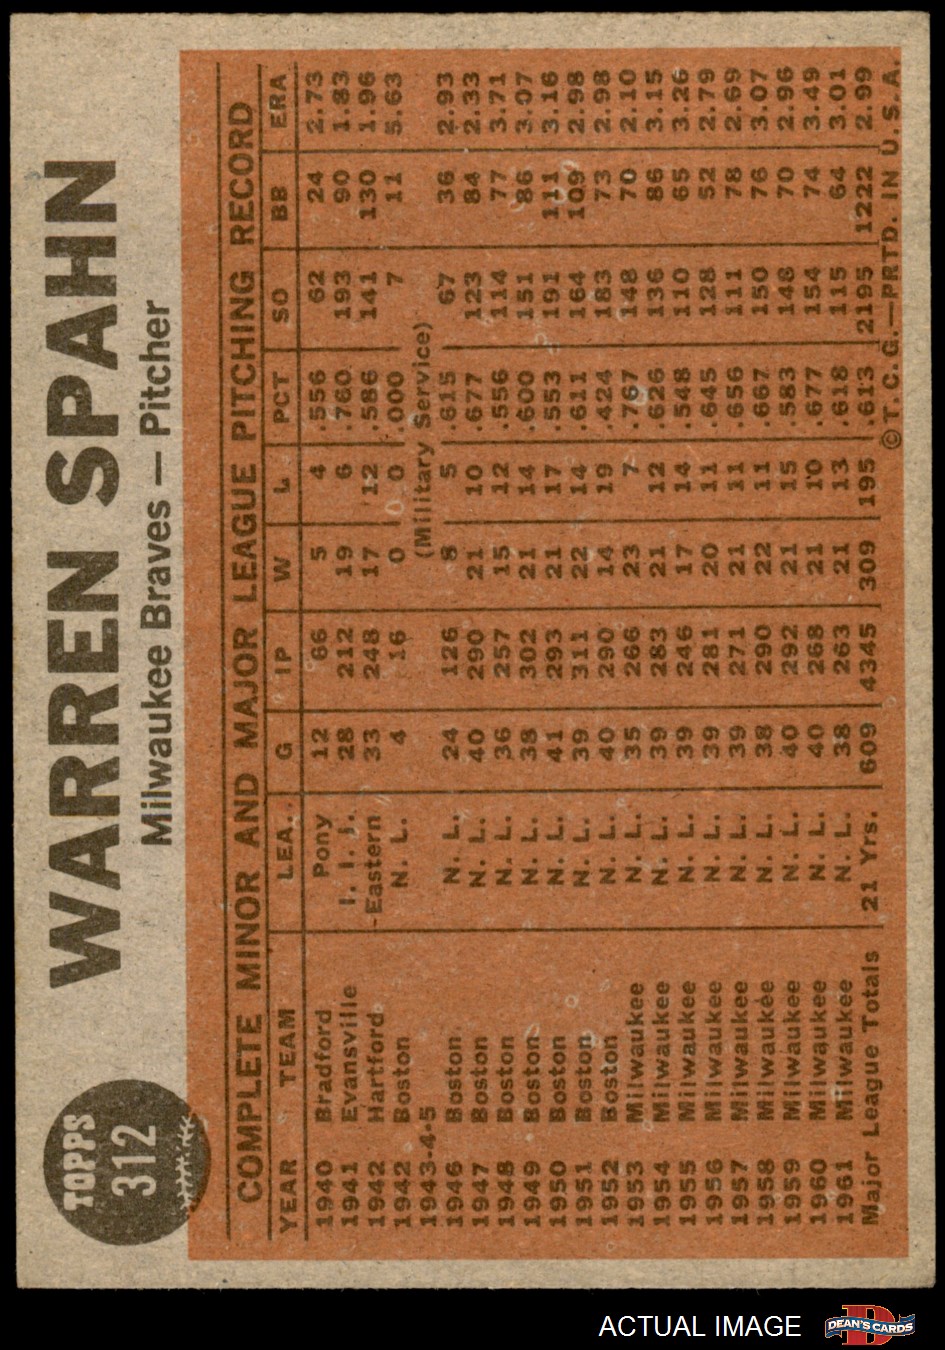 TOPPS
312
WARREN SPAHN
Milwaukee Braves — Pitcher
COMPLETE MINOR AND MAJOR LEAGUE PITCHING RECORD
YEAR TEAM LEA. G IP W L PCT SO BB ERA
1940 Bradford Pony 12 66 5 4 .556 62 24 2.73
1941 Evansville I. I. I. 28 212 19 6 .760 193 90 1.83
1942 Hartford Eastern 33 248 17 12 .586 141 130 1.96
1942 Boston N. L. 4 16 0 0 .000 7 11 5.63
1943-4-5 (Military Service)
1946 Boston N. L. 24 126 8 5 .615 67 36 2.93
1947 Boston N. L. 40 290 21 10 .677 123 84 2.33
1948 Boston N. L. 36 257 15 12 .556 114 77 3.71
1949 Boston N. L. 38 302 21 14 .600 151 86 3.07
1950 Boston N. L. 41 293 21 17 .553 191 111 3.16
1951 Boston N. L. 39 311 22 14 .611 164 109 2.98
1952 Boston N. L. 40 290 14 19 .424 183 73 2.98
1953 Milwaukee N. L. 35 266 23 7 .767 148 70 2.10
1954 Milwaukee N. L. 39 283 21 12 .626 136 86 3.15
1955 Milwaukee N. L. 39 246 17 14 .548 110 65 3.26
1956 Milwaukee N. L. 39 281 20 11 .645 128 52 2.79
1957 Milwaukee N. L. 39 271 21 11 .656 111 78 2.69
1958 Milwaukee N. L. 38 290 22 11 .667 150 76 3.07
1959 Milwaukee N. L. 40 292 21 15 .583 148 70 2.96
1960 Milwaukee N. L. 40 268 21 10 .677 154 74 3.49
1961 Milwaukee N. L. 38 263 21 13 .618 115 64 3.01
Major League Totals 21 Yrs. 609 4345 309 195 .613 2195 1222 2.99
© T. C. G.—PRTD. IN U. S. A.
ACTUAL IMAGE
DEAN'S CARDS